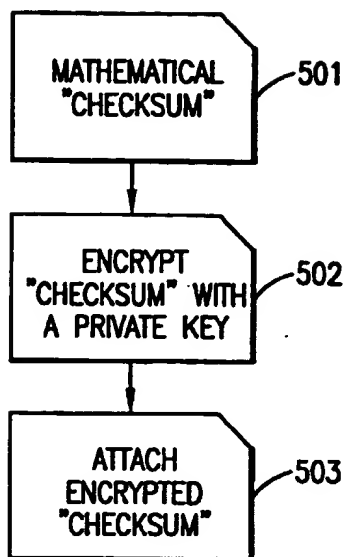 MATHEMATICAL
"CHECKSUM"
501
ENCRYPT
"CHECKSUM" WITH
A PRIVATE KEY
502
ATTACH
ENCRYPTED
"CHECKSUM"
503